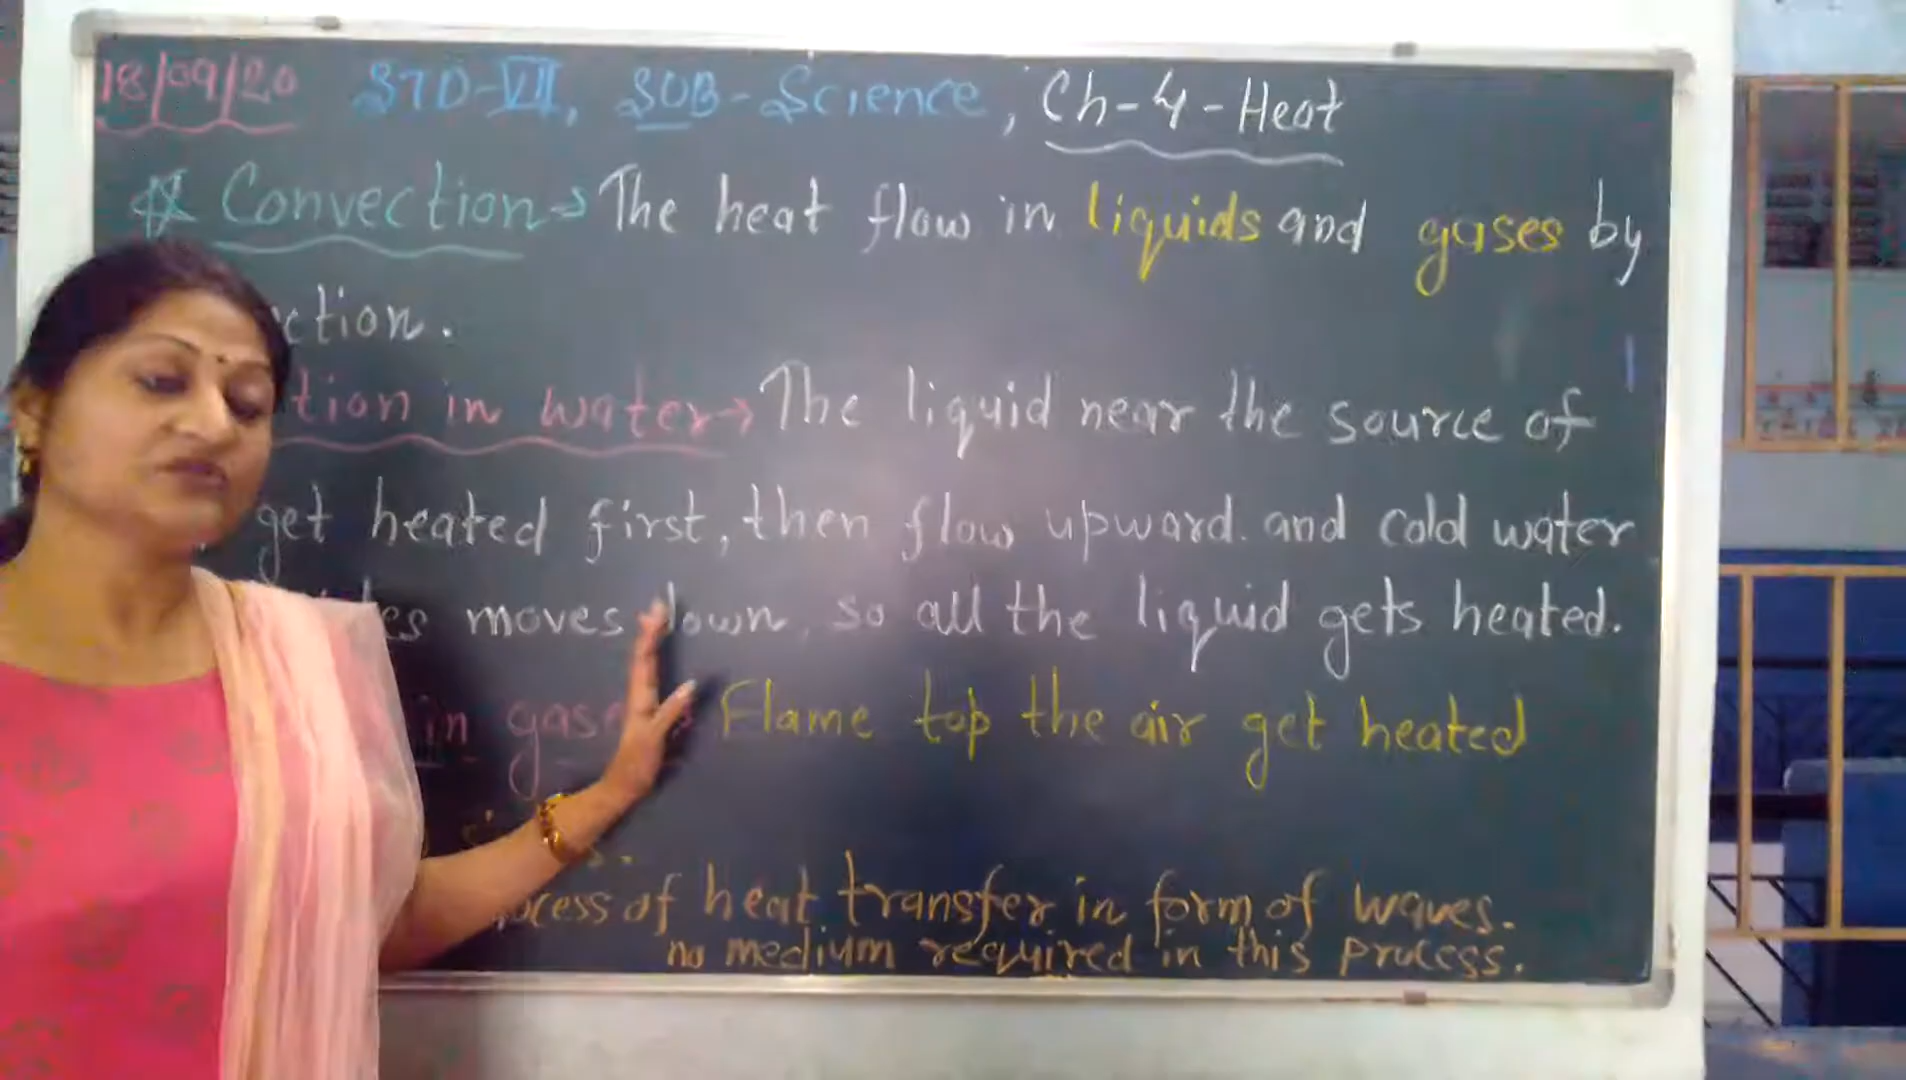 18/09/20 STD-VII, SUB-Science, Ch-4-Heat
Convection→ The heat flow in liquids and gases by
ction.
tion in water→ The liquid near the source of
get heated first, then flow upward. and cold water
moves down, so all the liquid gets heated.
in gases Flame top the air get heated
ocess of heat transfer in form of waves.
no medium required in this process.